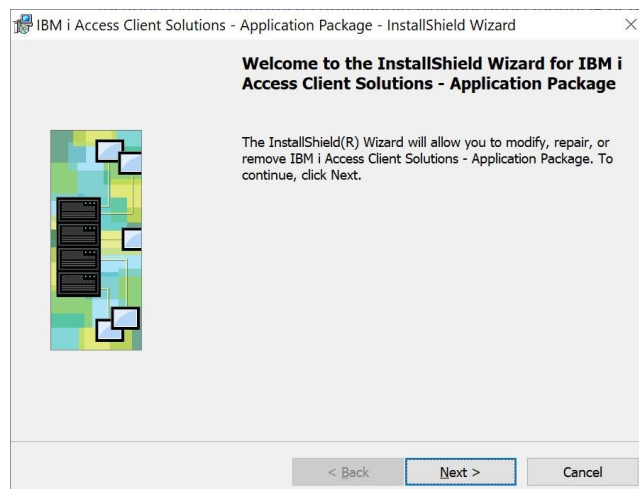 IBM i Access Client Solutions - Application Package - InstallShield Wizard
Welcome to the InstallShield Wizard for IBM i
Access Client Solutions - Application Package
The InstallShield(R) Wizard will allow you to modify, repair, or
remove IBM i Access Client Solutions - Application Package. To
continue, click Next.
< Back Next > Cancel